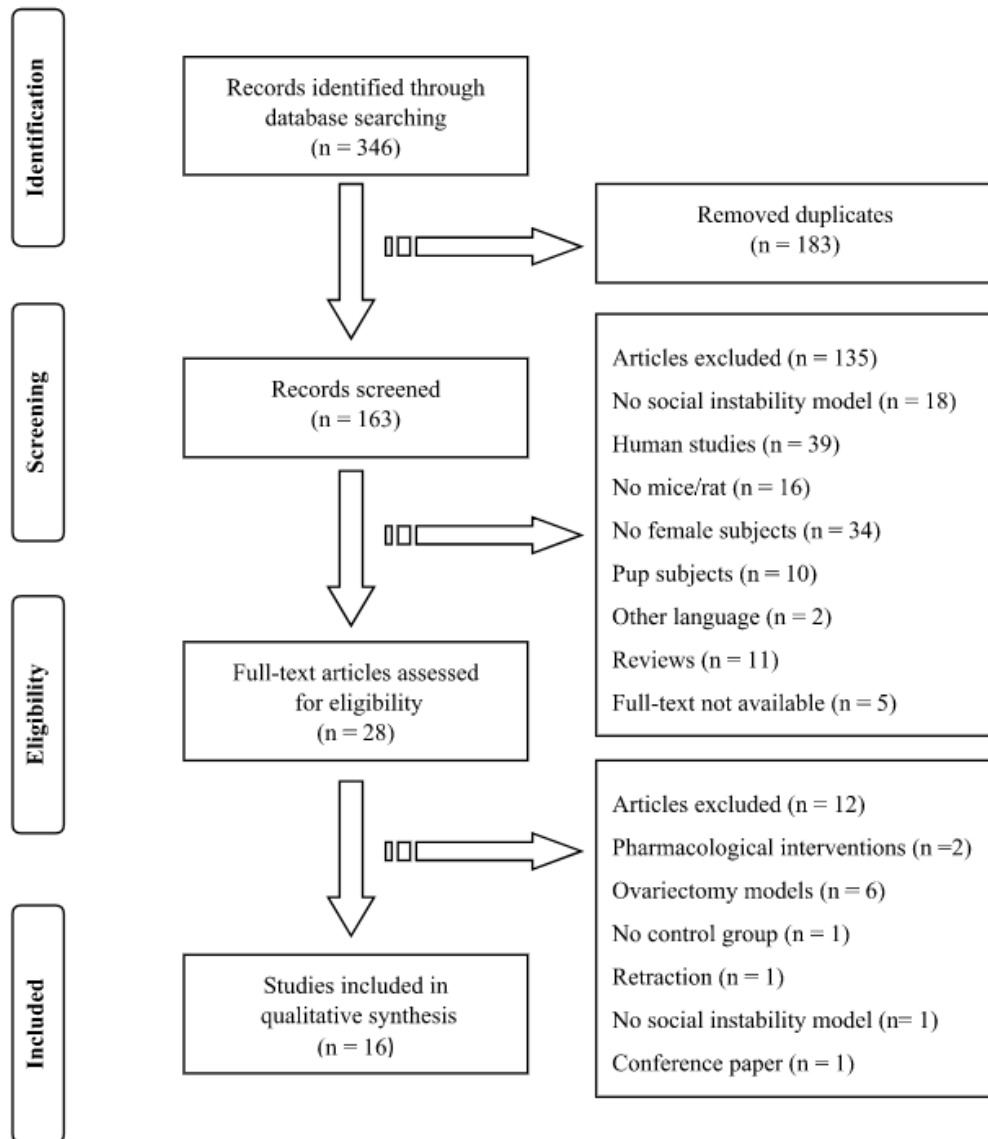 Identification
Records identified through
database searching
(n = 346)
Removed duplicates
(n = 183)
Screening
Records screened
(n = 163)
Articles excluded (n = 135)
No social instability model (n = 18)
Human studies (n = 39)
No mice/rat (n = 16)
No female subjects (n = 34)
Pup subjects (n = 10)
Other language (n = 2)
Reviews (n = 11)
Full-text not available (n = 5)
Eligibility
Full-text articles assessed
for eligibility
(n = 28)
Articles excluded (n = 12)
Pharmacological interventions (n =2)
Ovariectomy models (n = 6)
No control group (n = 1)
Retraction (n = 1)
No social instability model (n= 1)
Conference paper (n = 1)
Included
Studies included in
qualitative synthesis
(n = 16)